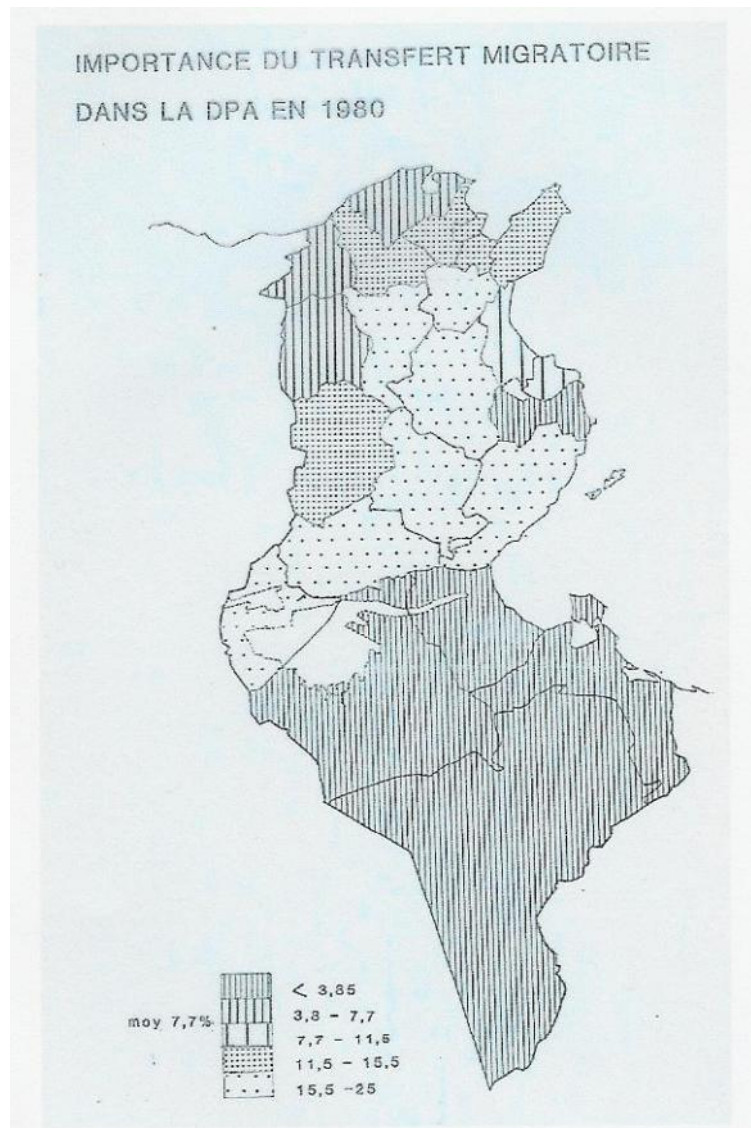 IMPORTANCE DU TRANSFERT MIGRATOIRE
DANS LA DPA EN 1980
moy 7,7%
< 3,85
3,8 - 7,7
7,7 - 11,5
11,5 - 15,5
15,5 -25